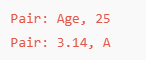 Pair: Age, 25
Pair: 3.14, A